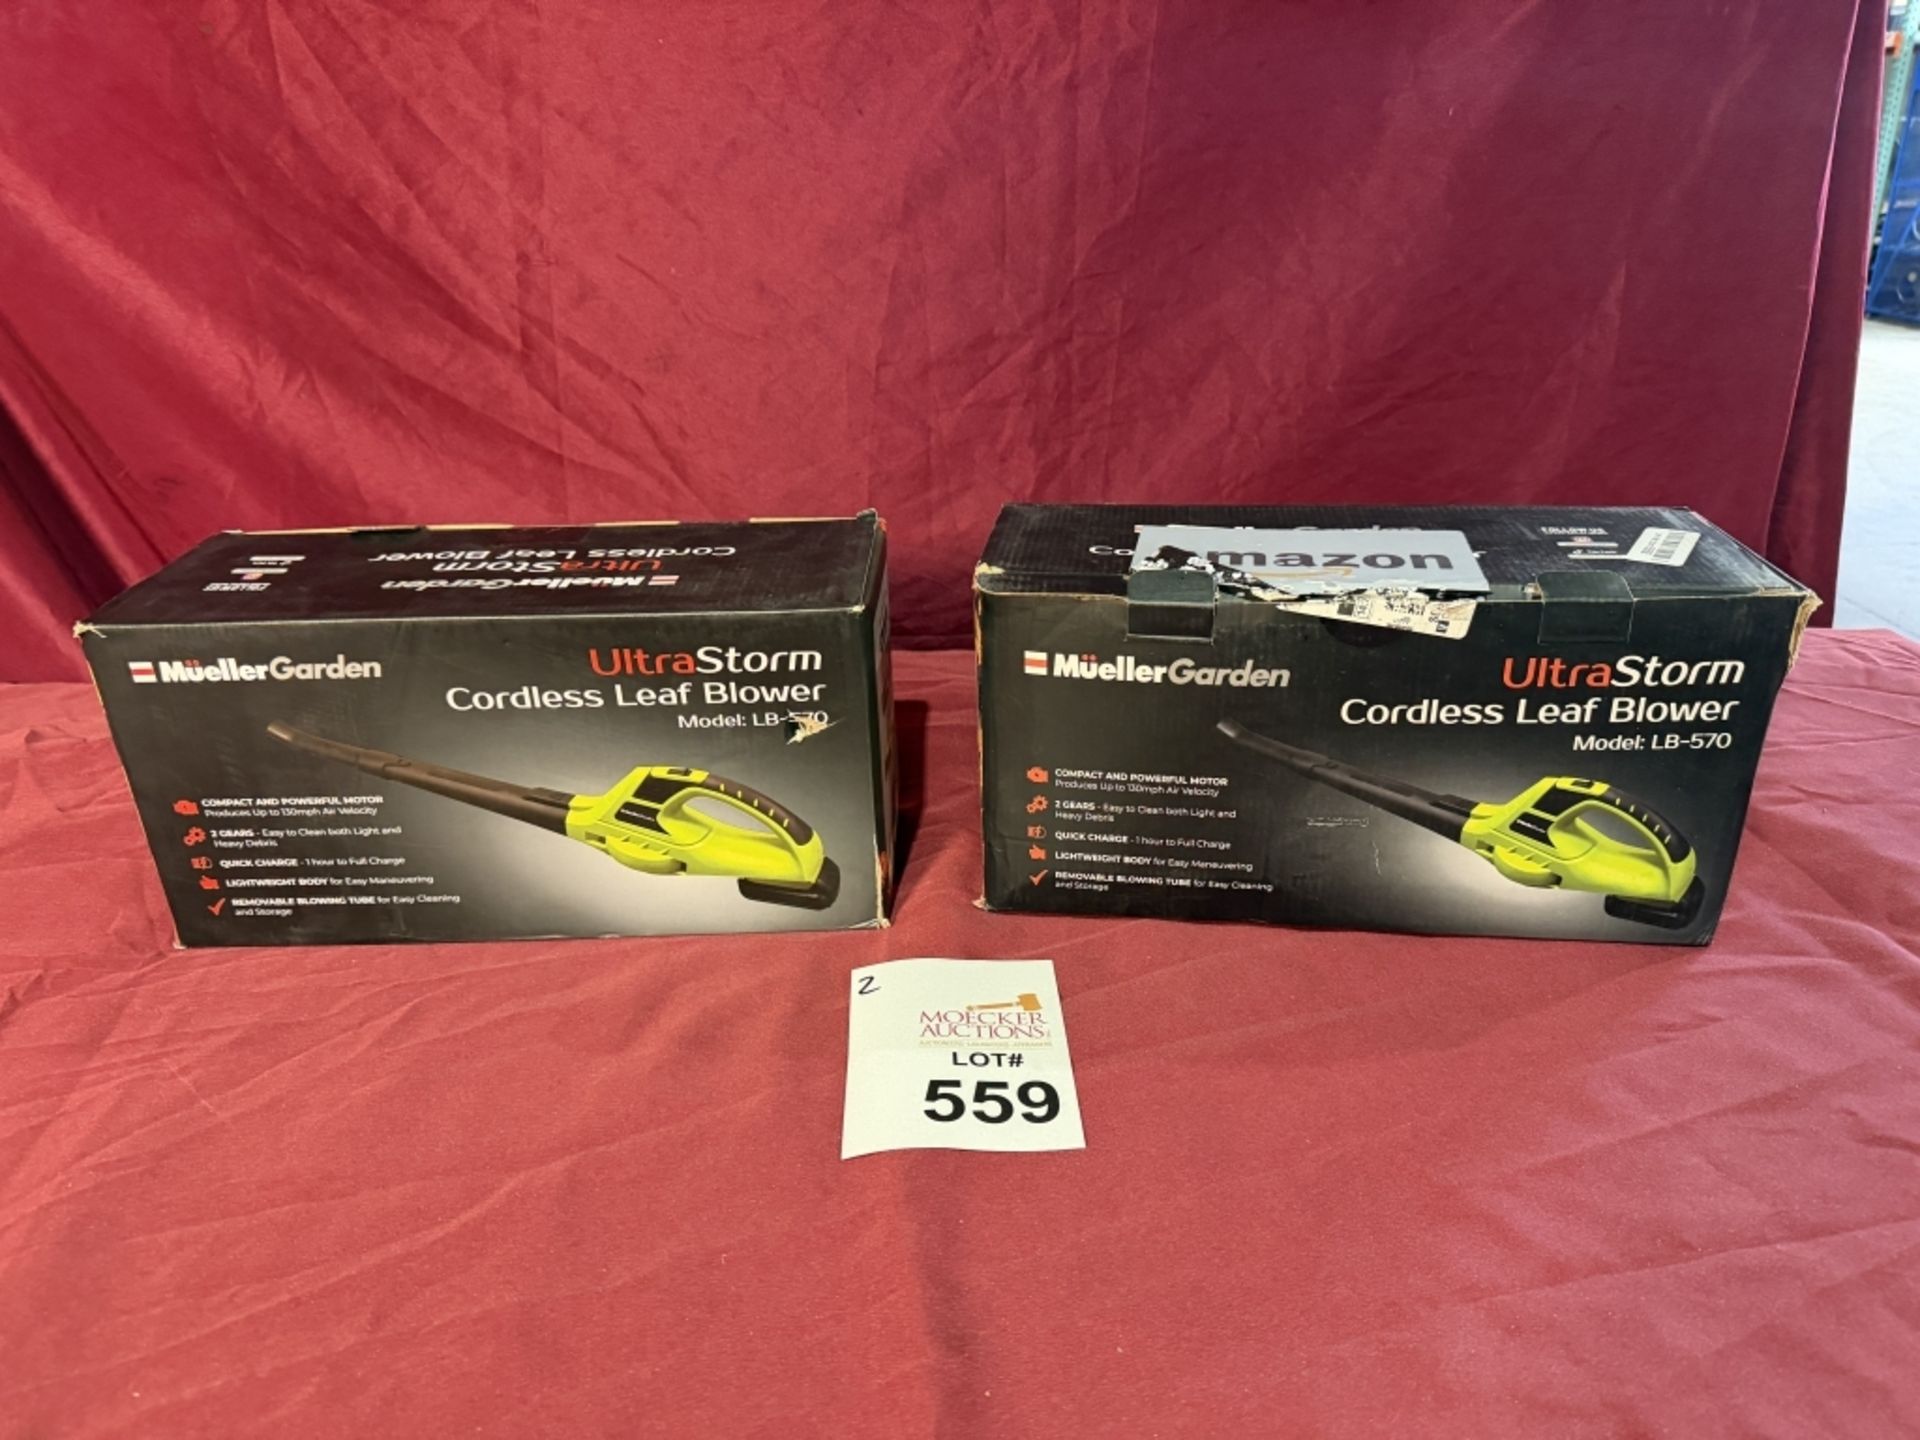 MüellerGarden
UltraStorm
Cordless Leaf Blower
MüellerGarden
UltraStorm
Cordless Leaf Blower
Model: LB-570
COMPACT AND POWERFUL MOTOR
Produces Up to 130mph Air Velocity
2 GEARS - Easy to Clean both Light and
Heavy Debris
QUICK CHARGE - 1 hour to Full Charge
LIGHTWEIGHT BODY for Easy Maneuvering
REMOVABLE BLOWING TUBE for Easy Cleaning
and Storage
FOLLOW US
amazon
MüellerGarden
UltraStorm
Cordless Leaf Blower
Model: LB-570
COMPACT AND POWERFUL MOTOR
Produces Up to 130mph Air Velocity
2 GEARS - Easy to Clean both Light and
Heavy Debris
QUICK CHARGE - 1 hour to Full Charge
LIGHTWEIGHT BODY for Easy Maneuvering
REMOVABLE BLOWING TUBE for Easy Cleaning
and Storage
2
MOECKER
AUCTIONS
LOT#
559